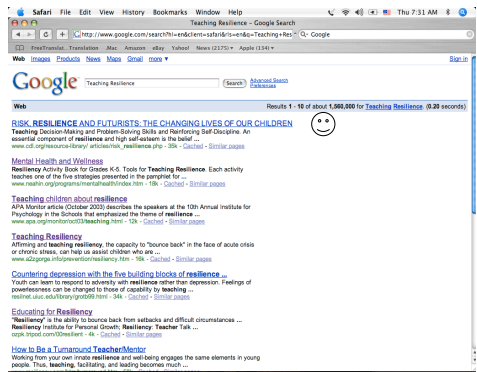 Safari File Edit View History Bookmarks Window Help Thu 7:31 AM
Teaching Resilience - Google Search
http://www.google.com/search?hl=en&client=safari&rls=en&q=Teaching+Res Google
FreeTranslat..Translation .Mac Amazon eBay Yahoo! News (2175) Apple (134)
Web Images Products News Maps Gmail more Sign in
Google Teaching Resilience Search Advanced Search
Preferences
Web Results 1 - 10 of about 1,560,000 for Teaching Resilience. (0.20 seconds)
RISK, RESILIENCE AND FUTURISTS: THE CHANGING LIVES OF OUR CHILDREN
Teaching Decision-Making and Problem-Solving Skills and Reinforcing Self-Discipline. An
essential component of resilience and high self-esteem is the belief ...
www.cdl.org/resource-library/ articles/risk_resilience.php - 35k - Cached - Similar pages
Mental Health and Wellness
Resiliency Activity Book for Grades K-5. Tools for Teaching Resilience. Each activity
teaches one of the five strategies presented in the pamphlet for ...
www.neahin.org/programs/mentalhealth/index.htm - 18k - Cached - Similar pages
Teaching children about resilience
APA Monitor article (October 2003) describes the speakers at the 10th Annual Institute for
Psychology in the Schools that emphasized the theme of resilience ...
www.apa.org/monitor/oct03/teaching.html - 12k - Cached - Similar pages
Teaching Resiliency
Affirming and teaching resiliency, the capacity to "bounce back" in the face of acute crisis
or chronic stress, can help us assist children who are ...
www.a2zgorge.info/prevention/resiliency.htm - 16k - Cached - Similar pages
Countering depression with the five building blocks of resilience ...
Youth can learn to respond to adversity with resilience rather than depression. Feelings of
powerlessness can be changed to those of capability by teaching ...
resilnet.uiuc.edu/library/grotb99.html - 34k - Cached - Similar pages
Educating for Resiliency
"Resiliency" is the ability to bounce back from setbacks and difficult circumstances ...
Resiliency Institute for Personal Growth; Resiliency: Teacher Talk ...
ozpk.tripod.com/00resilient - 4k - Cached - Similar pages
How to Be a Turnaround Teacher/Mentor
Working from your own innate resilience and well-being engages the same elements in young
people. Thus, teaching, facilitating, and leading becomes much ...